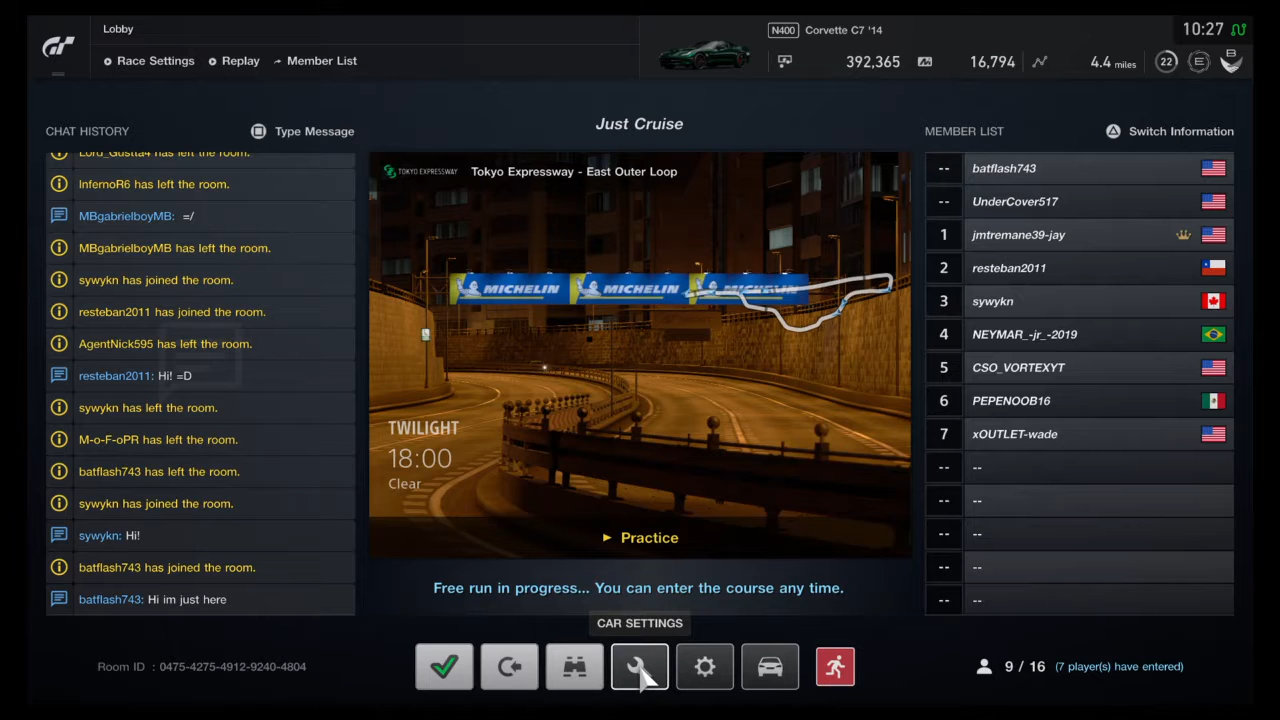 Lobby
Race Settings Replay Member List
N400 Corvette C7 '14
392,365 16,794 4.4 miles 22 E B
10:27
CHAT HISTORY Type Message
Lord_Gustta4 has left the room.
InfernoR6 has left the room.
MBgabrielboyMB: =/
MBgabrielboyMB has left the room.
sywykn has joined the room.
resteban2011 has joined the room.
AgentNick595 has left the room.
resteban2011: Hi! =D
sywykn has left the room.
M-o-F-oPR has left the room.
batflash743 has left the room.
sywykn has joined the room.
sywykn: Hi!
batflash743 has joined the room.
batflash743: Hi im just here
Just Cruise
TOKYO EXPRESSWAY Tokyo Expressway - East Outer Loop
MICHELIN MICHELIN MICHELIN
TWILIGHT
18:00
Clear
Practice
Free run in progress... You can enter the course any time.
CAR SETTINGS
MEMBER LIST Switch Information
-- batflash743
-- UnderCover517
1 jmtremane39-jay
2 resteban2011
3 sywykn
4 NEYMAR_-jr_-2019
5 CSO_VORTEXYT
6 PEPENOOB16
7 xOUTLET-wade
-- --
-- --
-- --
-- --
-- --
Room ID : 0475-4275-4912-9240-4804
9 / 16 (7 player(s) have entered)